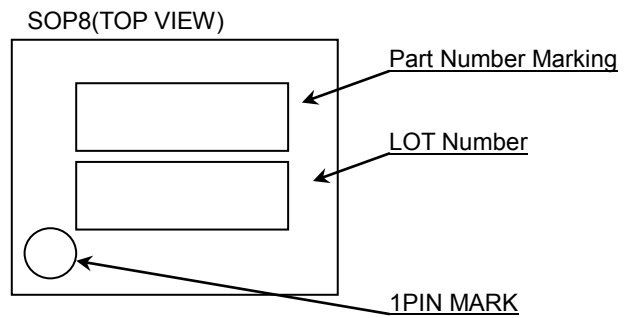 SOP8(TOP VIEW)
Part Number Marking
LOT Number
1PIN MARK